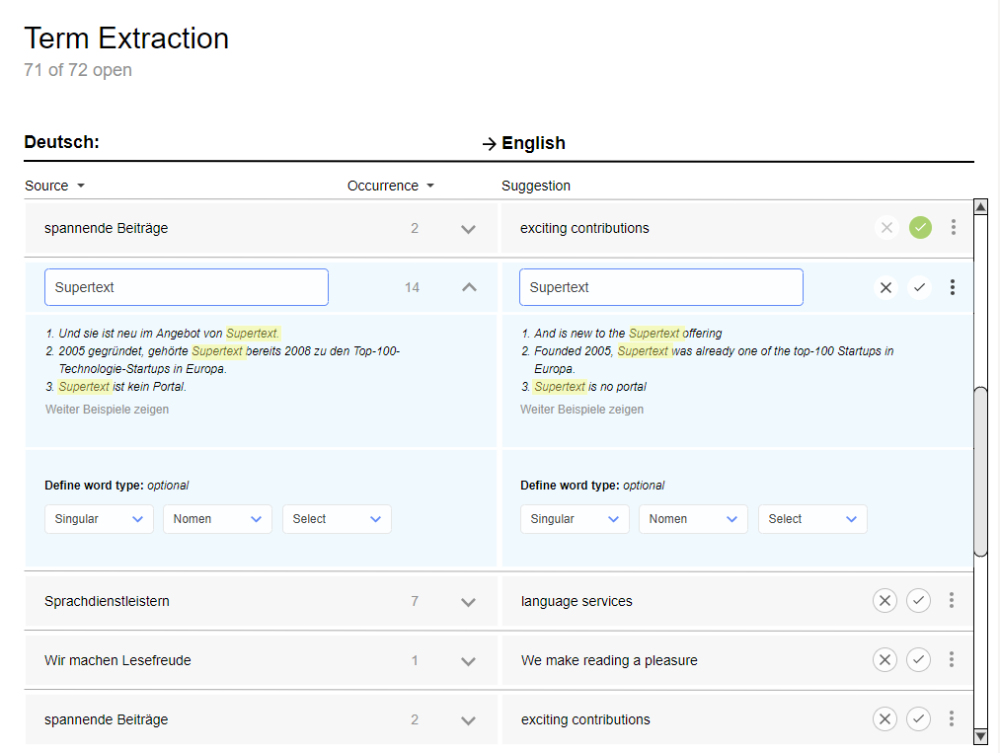 Term Extraction
71 of 72 open
Deutsch:
English
Source
Occurrence
Suggestion
spannende Beiträge
2
exciting contributions
Supertext
14
Supertext
1. Und sie ist neu im Angebot von Supertext.
2. 2005 gegründet, gehörte Supertext bereits 2008 zu den Top-100-
Technologie-Startups in Europa.
3. Supertext ist kein Portal.
Weiter Beispiele zeigen
1. And is new to the Supertext offering
2. Founded 2005, Supertext was already one of the top-100 Startups in
Europa.
3. Supertext is no portal
Weiter Beispiele zeigen
Define word type: optional
Singular
Nomen
Select
Define word type: optional
Singular
Nomen
Select
Sprachdienstleistern
7
language services
Wir machen Lesefreude
1
We make reading a pleasure
spannende Beiträge
2
exciting contributions